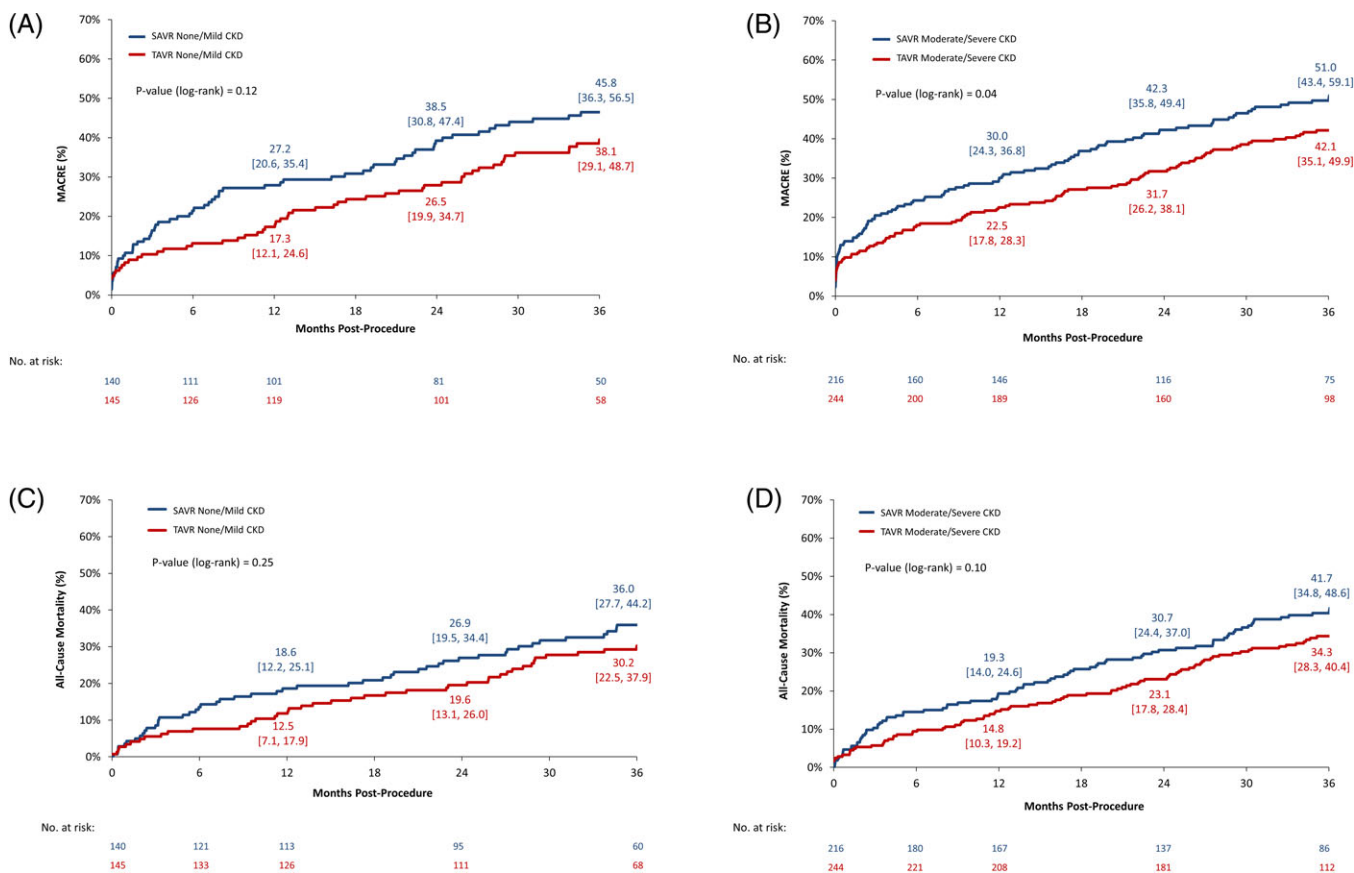 (A)
70%
60%
50%
40%
30%
20%
10%
0%
MACRE (%)
SAVR None/Mild CKD
TAVR None/Mild CKD
P-value (log-rank) = 0.12
27.2
[20.6, 35.4]
38.5
[30.8, 47.4]
45.8
[36.3, 56.5]
17.3
[12.1, 24.6]
26.5
[19.9, 34.7]
38.1
[29.1, 48.7]
0 6 12 18 24 30 36
Months Post-Procedure
No. at risk:
140 111 101 81 50
145 126 119 101 58
(B)
70%
60%
50%
40%
30%
20%
10%
0%
MACRE (%)
SAVR Moderate/Severe CKD
TAVR Moderate/Severe CKD
P-value (log-rank) = 0.04
30.0
[24.3, 36.8]
42.3
[35.8, 49.4]
51.0
[43.4, 59.1]
22.5
[17.8, 28.3]
31.7
[26.2, 38.1]
42.1
[35.1, 49.9]
0 6 12 18 24 30 36
Months Post-Procedure
No. at risk:
216 160 146 116 75
244 200 189 160 98
(C)
70%
60%
50%
40%
30%
20%
10%
0%
All-Cause Mortality (%)
SAVR None/Mild CKD
TAVR None/Mild CKD
P-value (log-rank) = 0.25
18.6
[12.2, 25.1]
26.9
[19.5, 34.4]
36.0
[27.7, 44.2]
12.5
[7.1, 17.9]
19.6
[13.1, 26.0]
30.2
[22.5, 37.9]
0 6 12 18 24 30 36
Months Post-Procedure
No. at risk:
140 121 113 95 60
145 133 126 111 68
(D)
70%
60%
50%
40%
30%
20%
10%
0%
All-Cause Mortality (%)
SAVR Moderate/Severe CKD
TAVR Moderate/Severe CKD
P-value (log-rank) = 0.10
19.3
[14.0, 24.6]
30.7
[24.4, 37.0]
41.7
[34.8, 48.6]
14.8
[10.3, 19.2]
23.1
[17.8, 28.4]
34.3
[28.3, 40.4]
0 6 12 18 24 30 36
Months Post-Procedure
No. at risk:
216 180 167 137 86
244 221 208 181 112